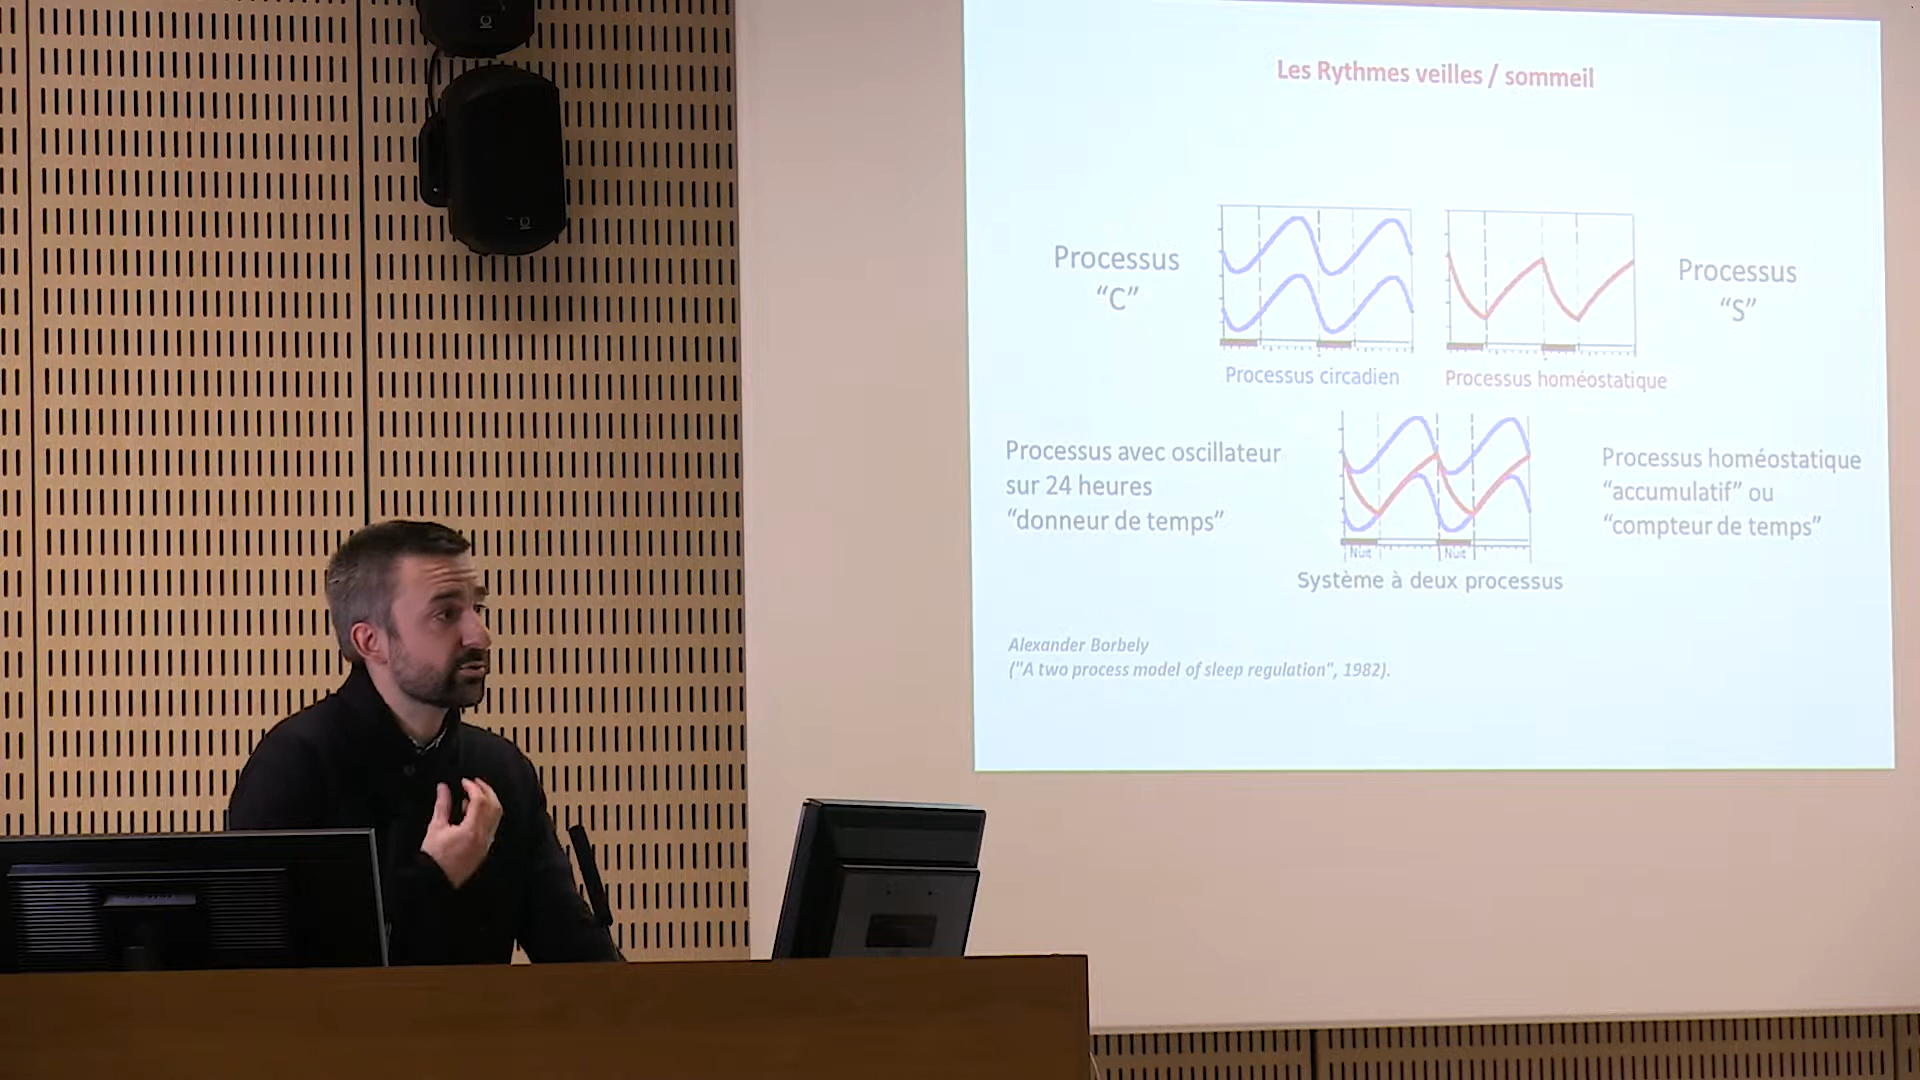 Les Rythmes veilles / sommeil
Processus
“C”
Processus
“S”
Processus circadien
Processus homéostatique
Processus avec oscillateur
sur 24 heures
“donneur de temps”
Nuit
Nuit
Système à deux processus
Processus homéostatique
“accumulatif” ou
“compteur de temps”
Alexander Borbely
("A two process model of sleep regulation", 1982).